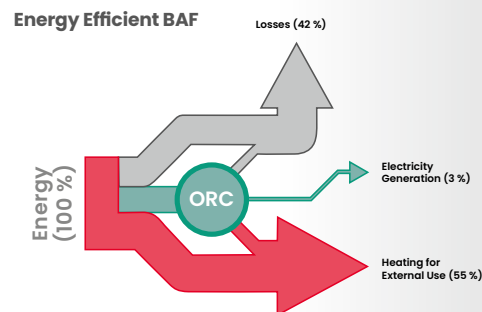 Energy Efficient BAF
Losses (42 %)
Energy
(100 %)
ORC
Electricity
Generation (3 %)
Heating for
External Use (55 %)